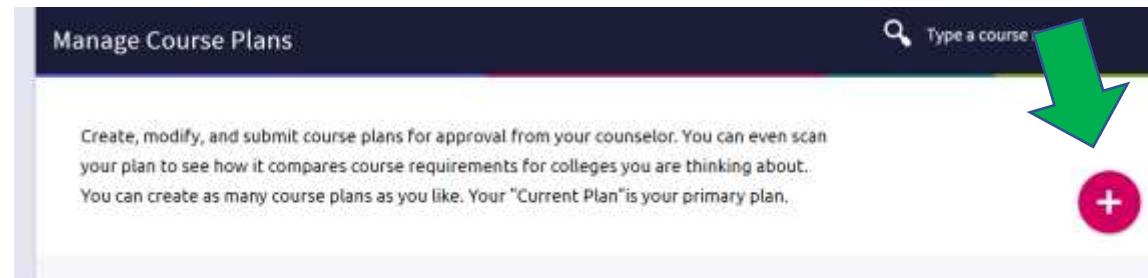 Manage Course Plans
Type a course
Create, modify, and submit course plans for approval from your counselor. You can even scan
your plan to see how it compares course requirements for colleges you are thinking about.
You can create as many course plans as you like. Your "Current Plan"is your primary plan.
+